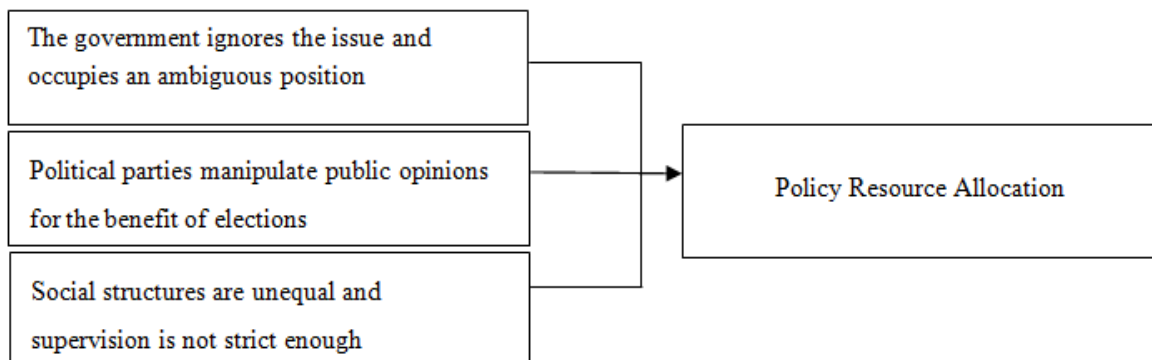 The government ignores the issue and
occupies an ambiguous position
Political parties manipulate public opinions
for the benefit of elections
Social structures are unequal and
supervision is not strict enough
Policy Resource Allocation